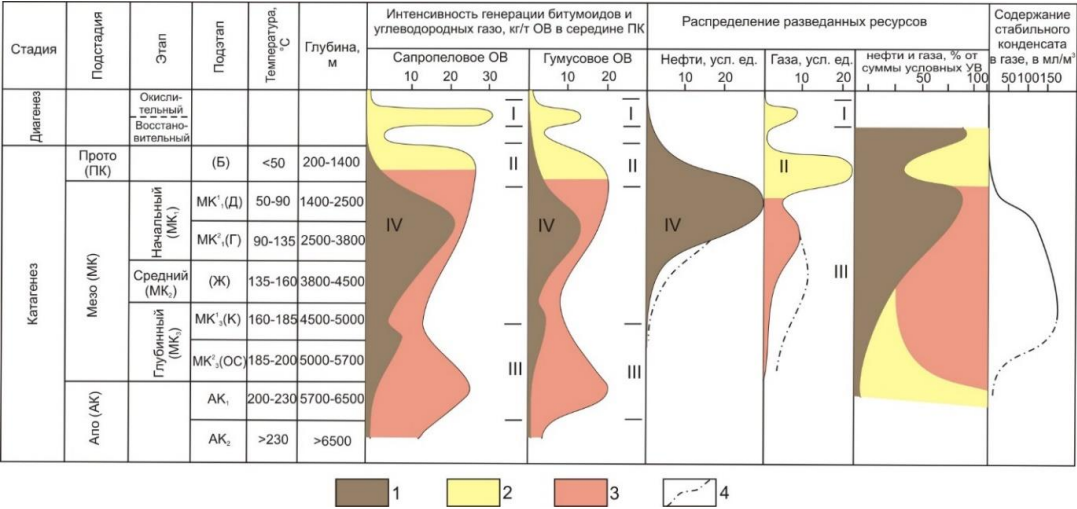 Стадия
Подстадия
Этап
Подэтап
Температура, °С
Глубина, м
Интенсивность генерации битумоидов и
углеводородных газо, кг/т ОВ в середине ПК
Сапропеловое ОВ
10 20 30
Гумусовое ОВ
10 20
Распределение разведанных ресурсов
Нефти, усл. ед.
10 20
Газа, усл. ед.
10 20
нефти и газа, % от
суммы условных УВ
50 100
Содержание
стабильного
конденсата
в газе, в мл/м³
50 100 150
Диагенез
Окисли-
тельный
Восстано-
вительный
I I I
Катагенез
Прото
(ПК)
(Б) <50 200-1400
II II II
Мезо (МК)
Начальный
(МК₁)
МК¹₁(Д) 50-90 1400-2500
IV IV IV
МК²₁(Г) 90-135 2500-3800
Средний
(МК₂)
(Ж) 135-160 3800-4500
III
Глубинный
(МК₃)
МК¹₃(К) 160-185 4500-5000
МК²₃(ОС) 185-200 5000-5700
III III
Апо (АК)
АК₁ 200-230 5700-6500
АК₂ >230 >6500
1 2 3 4